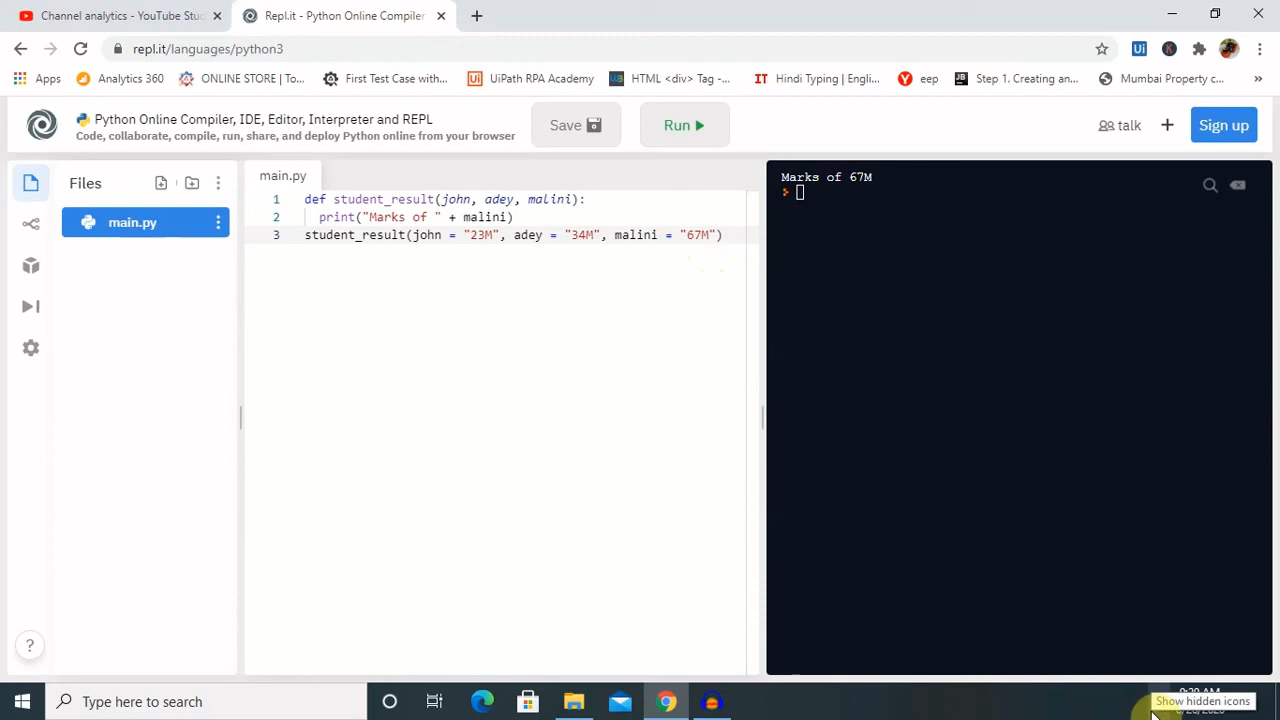 Channel analytics - YouTube Stu
Repl.it - Python Online Compiler
repl.it/languages/python3
Apps
Analytics 360
ONLINE STORE | To...
First Test Case with...
UiPath RPA Academy
HTML <div> Tag -...
Hindi Typing | Engli...
eep
Step 1. Creating an...
Mumbai Property c...
Python Online Compiler, IDE, Editor, Interpreter and REPL
Code, collaborate, compile, run, share, and deploy Python online from your browser
Save
Run
talk
Sign up
Files
main.py
main.py
1 def student_result(john, adey, malini):
2 print("Marks of " + malini)
3 student_result(john = "23M", adey = "34M", malini = "67M")
Marks of 67M
Type here to search
Show hidden icons